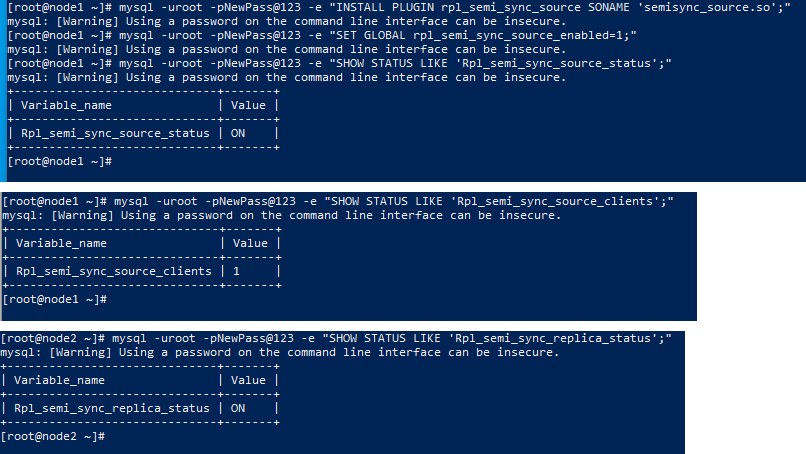 [root@node1 ~]# mysql -uroot -pNewPass@123 -e "INSTALL PLUGIN rpl_semi_sync_source SONAME 'semisync_source.so';"
mysql: [Warning] Using a password on the command line interface can be insecure.
[root@node1 ~]# mysql -uroot -pNewPass@123 -e "SET GLOBAL rpl_semi_sync_source_enabled=1;"
mysql: [Warning] Using a password on the command line interface can be insecure.
[root@node1 ~]# mysql -uroot -pNewPass@123 -e "SHOW STATUS LIKE 'Rpl_semi_sync_source_status';"
mysql: [Warning] Using a password on the command line interface can be insecure.
+-----------------------------+-------+
| Variable_name               | Value |
+-----------------------------+-------+
| Rpl_semi_sync_source_status | ON    |
+-----------------------------+-------+
[root@node1 ~]#
[root@node1 ~]# mysql -uroot -pNewPass@123 -e "SHOW STATUS LIKE 'Rpl_semi_sync_source_clients';"
mysql: [Warning] Using a password on the command line interface can be insecure.
+------------------------------+-------+
| Variable_name                | Value |
+------------------------------+-------+
| Rpl_semi_sync_source_clients | 1     |
+------------------------------+-------+
[root@node1 ~]#
[root@node2 ~]# mysql -uroot -pNewPass@123 -e "SHOW STATUS LIKE 'Rpl_semi_sync_replica_status';"
mysql: [Warning] Using a password on the command line interface can be insecure.
+------------------------------+-------+
| Variable_name                | Value |
+------------------------------+-------+
| Rpl_semi_sync_replica_status | ON    |
+------------------------------+-------+
[root@node2 ~]#